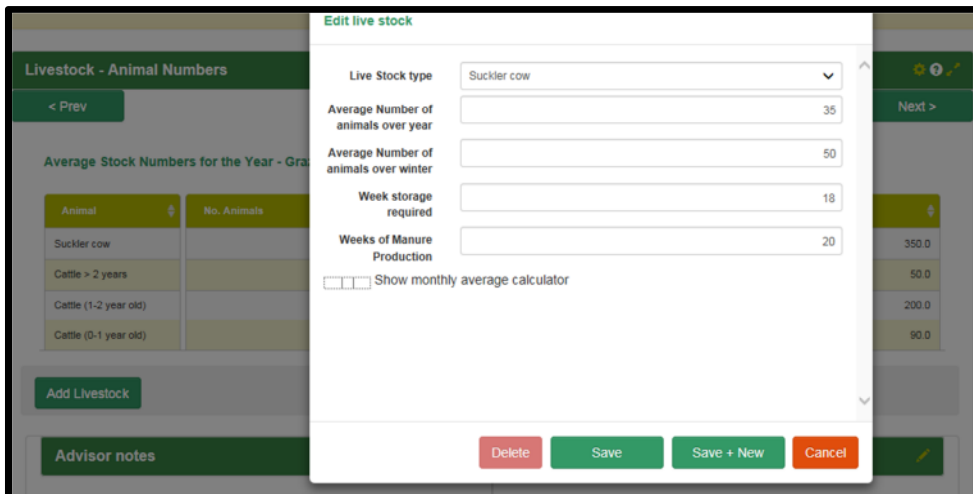 Edit live stock
Livestock - Animal Numbers
< Prev
Next >
Average Stock Numbers for the Year - Gra
Animal
No. Animals
Suckler cow
350.0
Cattle > 2 years
50.0
Cattle (1-2 year old)
200.0
Cattle (0-1 year old)
90.0
Add Livestock
Advisor notes
Live Stock type
Suckler cow
Average Number of
animals over year
35
Average Number of
animals over winter
50
Week storage
required
18
Weeks of Manure
Production
20
Show monthly average calculator
Delete
Save
Save + New
Cancel